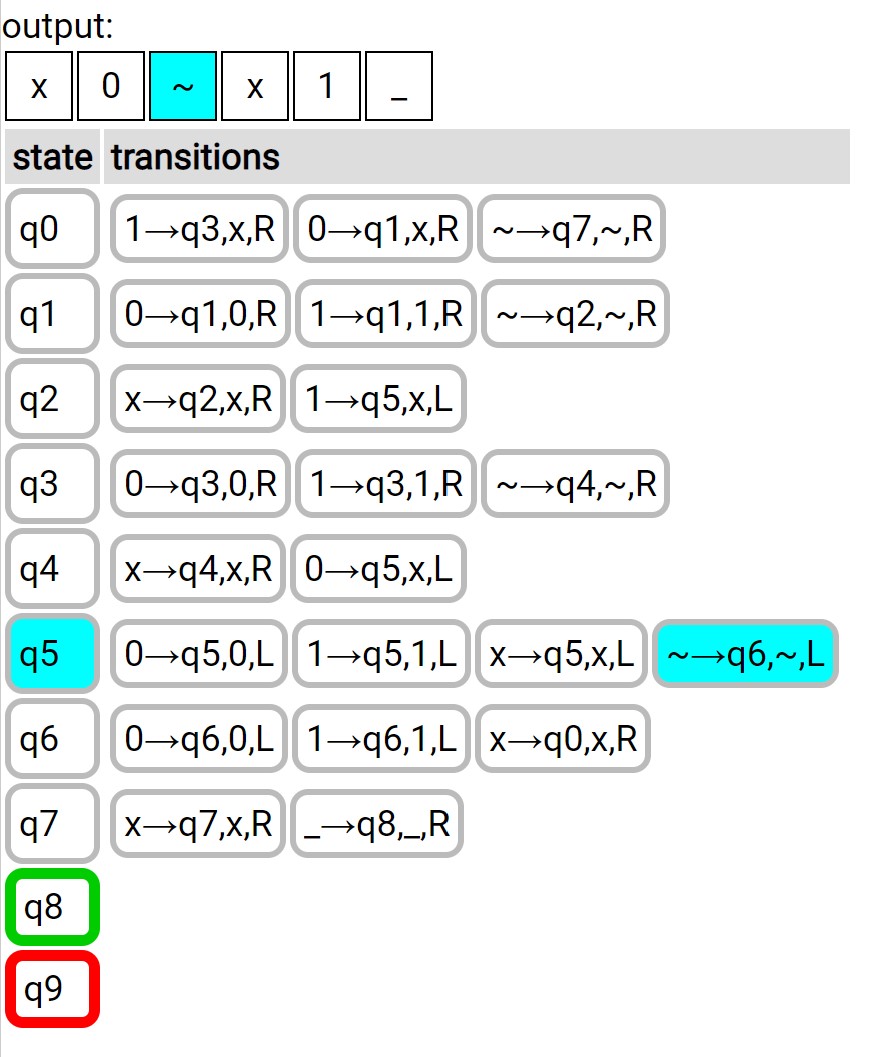 output:
x 0 ~ x 1 _
state transitions
q0 1→q3,x,R 0→q1,x,R ~→q7,~,R
q1 0→q1,0,R 1→q1,1,R ~→q2,~,R
q2 x→q2,x,R 1→q5,x,L
q3 0→q3,0,R 1→q3,1,R ~→q4,~,R
q4 x→q4,x,R 0→q5,x,L
q5 0→q5,0,L 1→q5,1,L x→q5,x,L ~→q6,~,L
q6 0→q6,0,L 1→q6,1,L x→q0,x,R
q7 x→q7,x,R _→q8,_,R
q8
q9